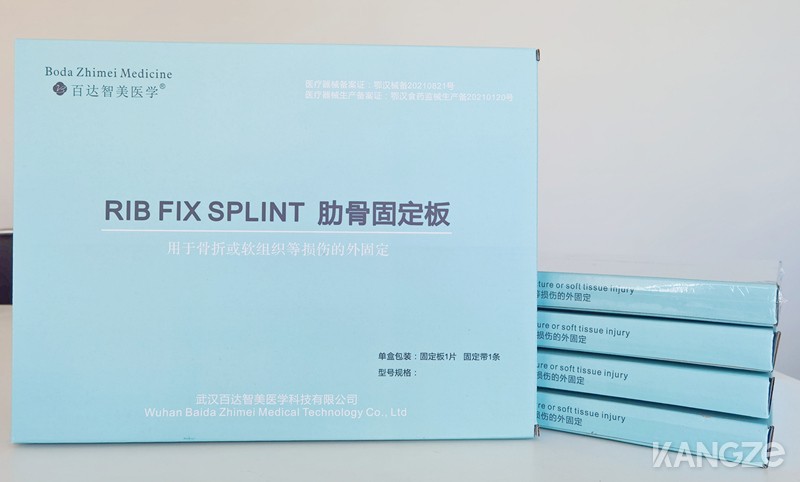 Boda Zhimei Medicine
百达智美医学®
医疗器械备案证：鄂汉械备20210621号
医疗器械生产备案证：鄂汉食药监械生产备20210120号
RIB FIX SPLINT 肋骨固定板
用于骨折或软组织等损伤的外固定
单盒包装：固定板1片 固定带1条
型号规格：
武汉百达智美医学科技有限公司
Wuhan Baida Zhimei Medical Technology Co., Ltd
ture or soft tissue injury
等损伤的外固定
ture or soft tissue injury
损伤的外固定
ture or soft tissue injury
损伤的外固定
ture or soft tissue injury
损伤的外固定
KANGZE